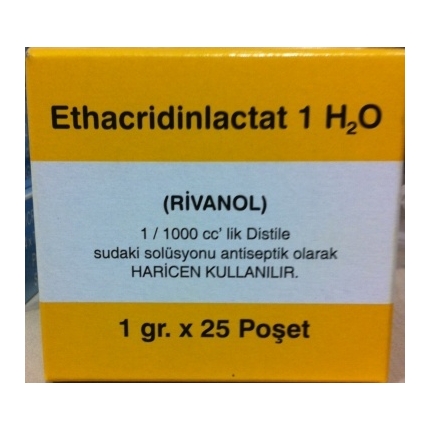 Ethacridinlactat 1 H₂O
(RİVANOL)
1 / 1000 cc' lik Distile
sudaki solüsyonu antiseptik olarak
HARİCEN KULLANILIR.
1 gr. x 25 Poşet